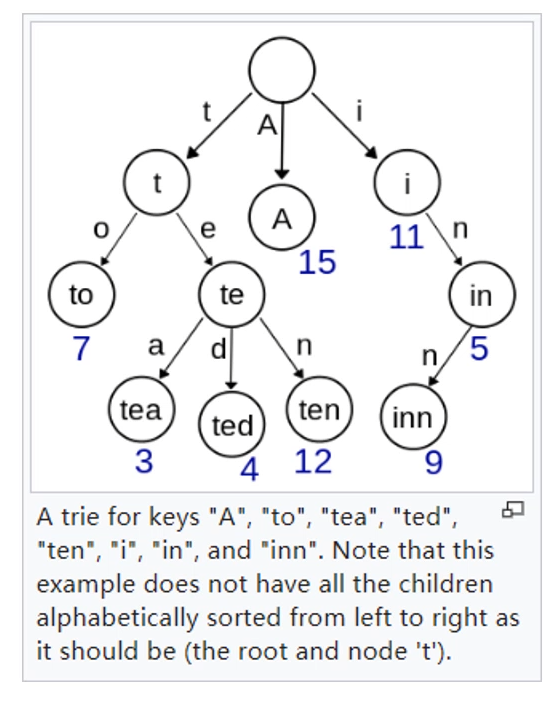 t
A
i
t
A
i
o
e
15
11
n
to
te
in
7
a
d
n
n
5
tea
ted
ten
inn
3
4
12
9
A trie for keys "A", "to", "tea", "ted",
"ten", "i", "in", and "inn". Note that this
example does not have all the children
alphabetically sorted from left to right as
it should be (the root and node 't').